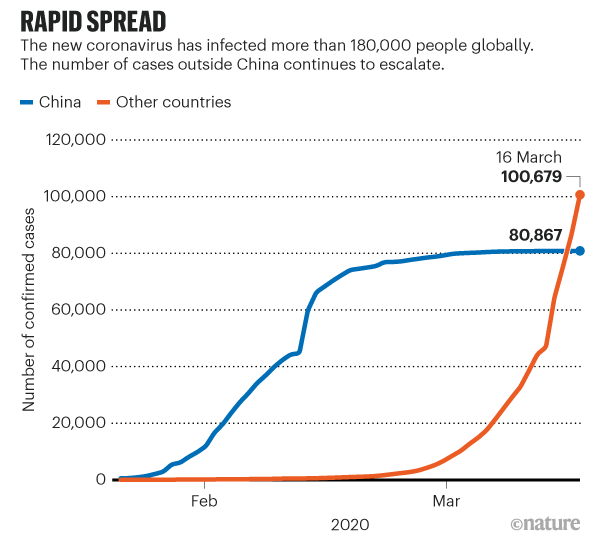 RAPID SPREAD
The new coronavirus has infected more than 180,000 people globally.
The number of cases outside China continues to escalate.
China Other countries
120,000
16 March
100,679
100,000
80,867
80,000
Number of confirmed cases
60,000
40,000
20,000
0
Feb Mar
2020
©nature